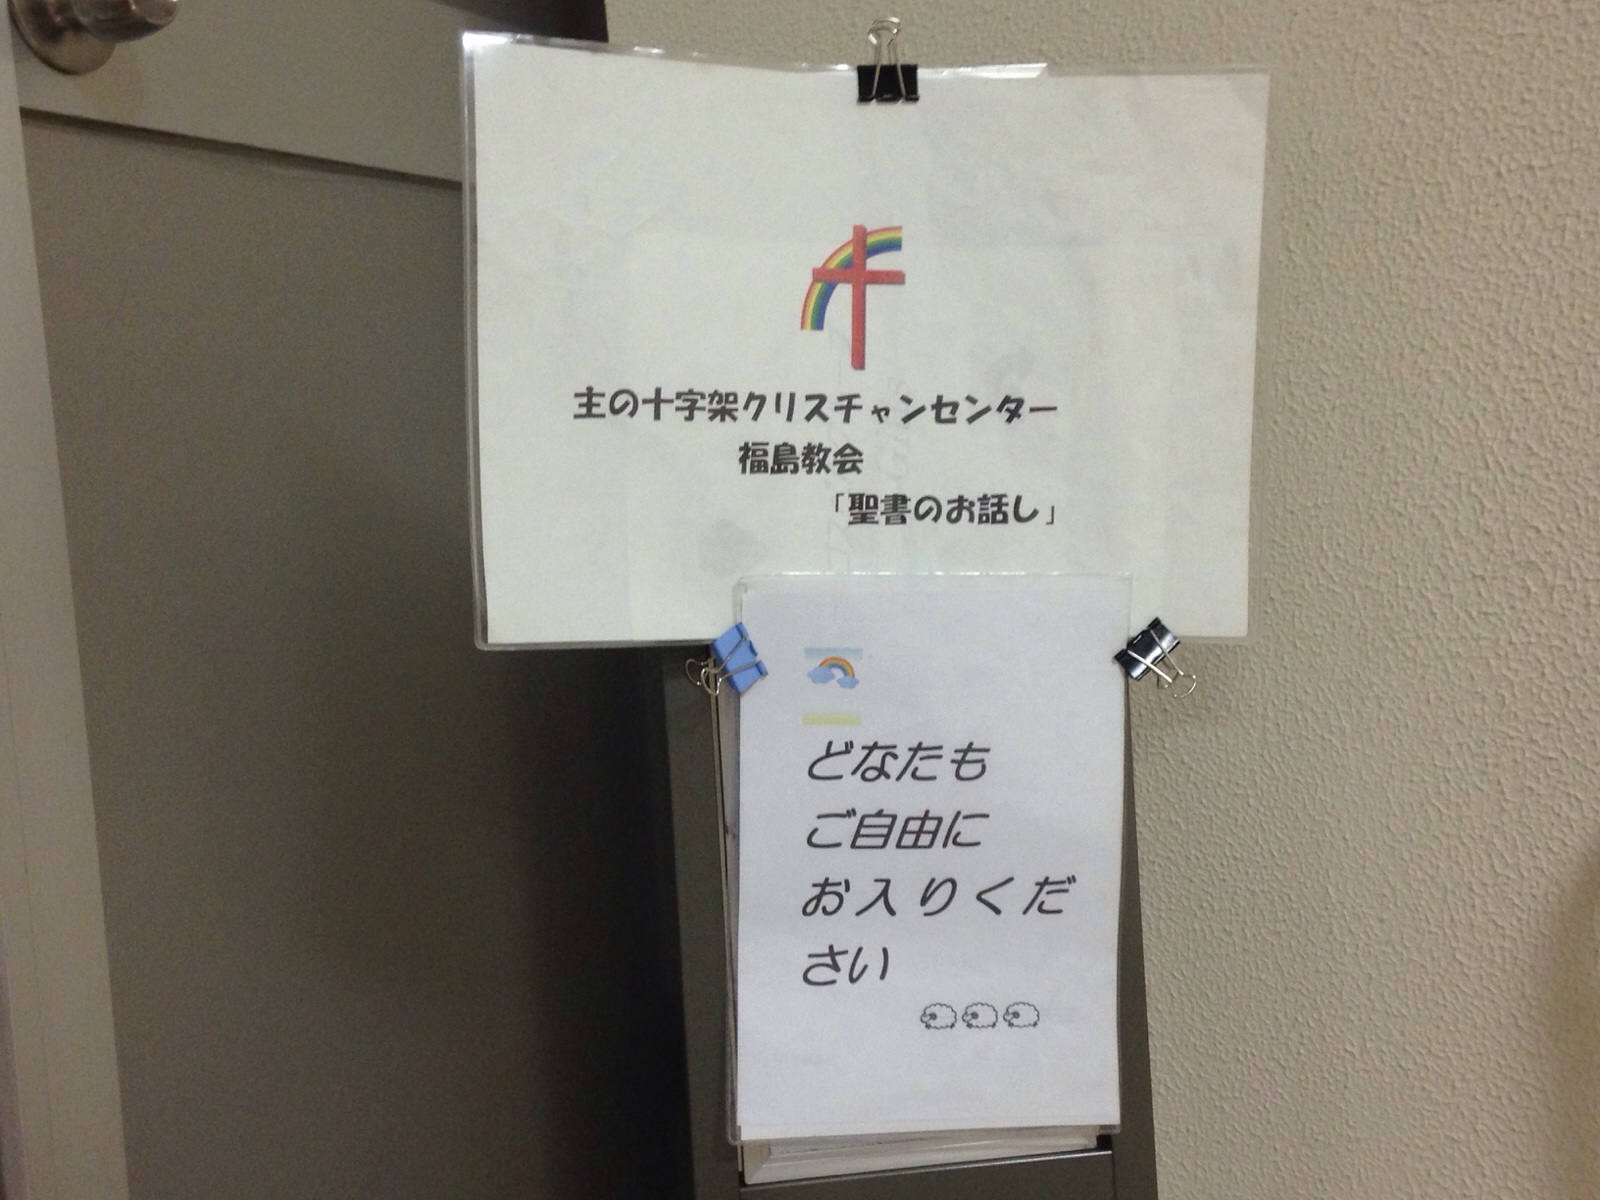 主の十字架クリスチャンセンター
福島教会
「聖書のお話し」
どなたも
ご自由に
お入りくだ
さい